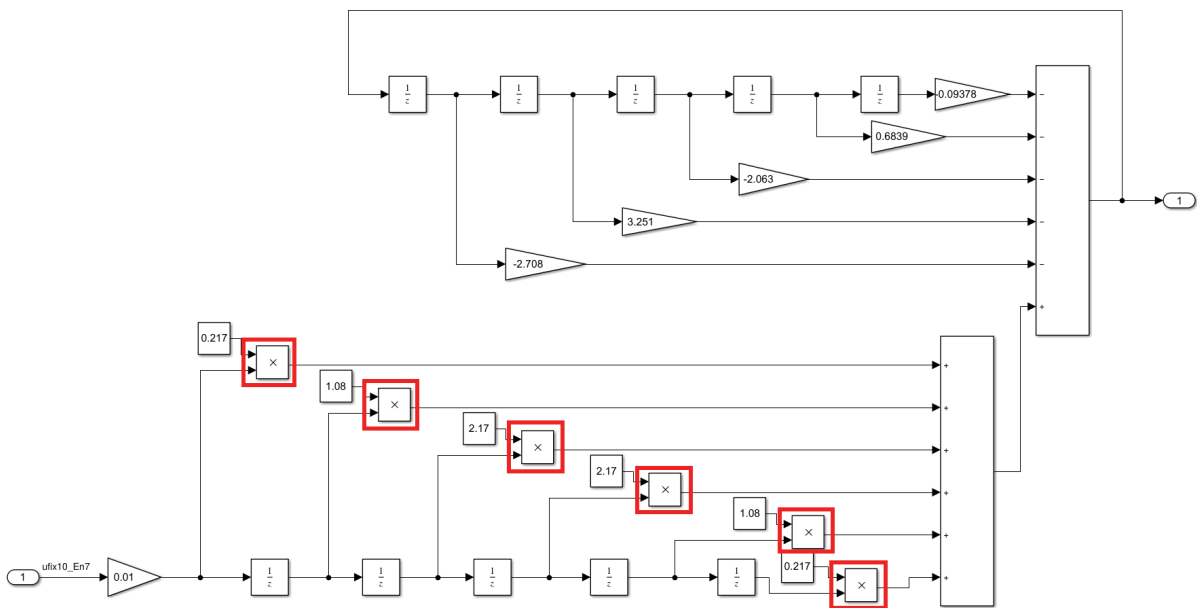 1/z
1/z
1/z
1/z
1/z
-0.09378
−
0.6839
−
-2.063
−
3.251
−
-2.708
−
+
1
0.217
×
+
1.08
×
+
2.17
×
+
2.17
×
+
1.08
×
+
1
ufix10_En7
0.01
1/z
1/z
1/z
1/z
1/z
0.217
×
+